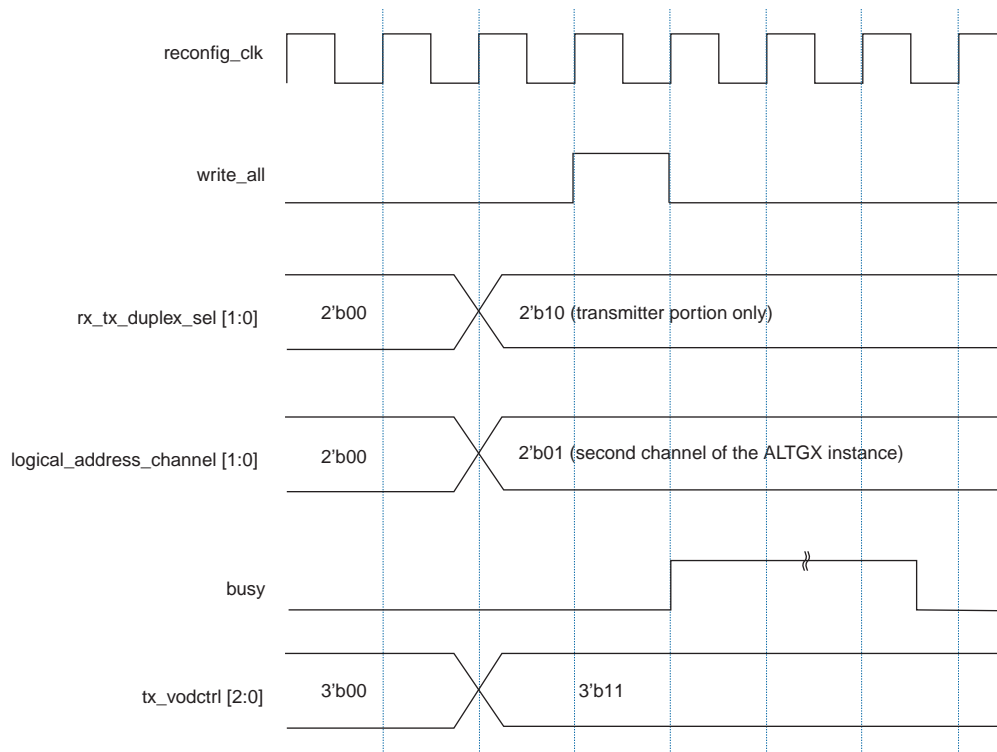 reconfig_clk
write_all
rx_tx_duplex_sel [1:0]
2'b00
2'b10 (transmitter portion only)
logical_address_channel [1:0]
2'b00
2'b01 (second channel of the ALTGX instance)
busy
tx_vodctrl [2:0]
3'b00
3'b11